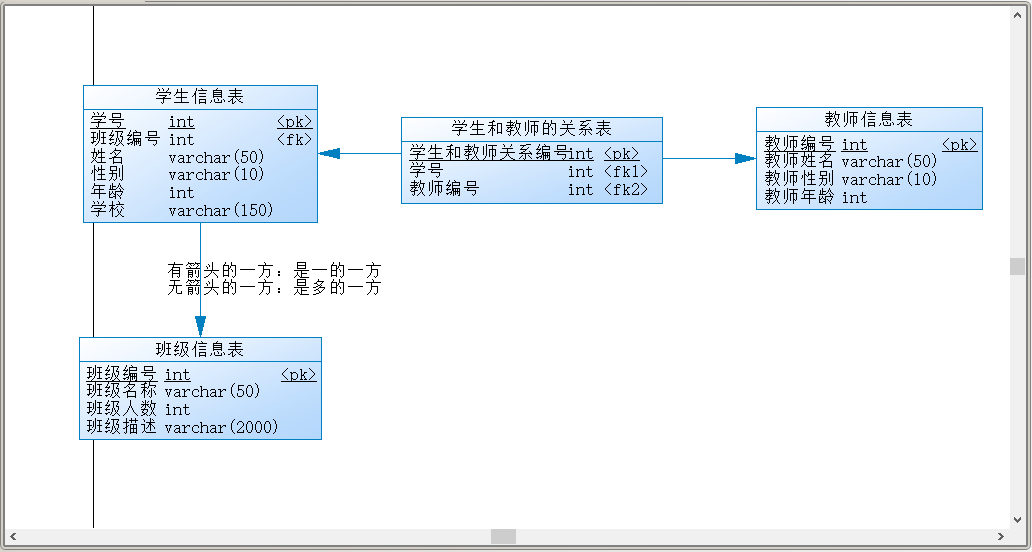 学生信息表
学号 int <pk>
班级编号 int <fk>
姓名 varchar(50)
性别 varchar(10)
年龄 int
学校 varchar(150)
学生和教师的关系表
学生和教师关系编号int <pk>
学号 int <fk1>
教师编号 int <fk2>
教师信息表
教师编号 int <pk>
教师姓名 varchar(50)
教师性别 varchar(10)
教师年龄 int
有箭头的一方：是一的一方
无箭头的一方：是多的一方
班级信息表
班级编号 int <pk>
班级名称 varchar(50)
班级人数 int
班级描述 varchar(2000)